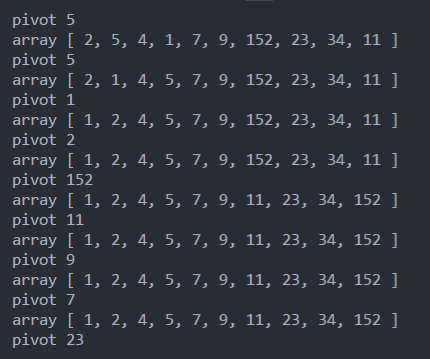 pivot 5
array [ 2, 5, 4, 1, 7, 9, 152, 23, 34, 11 ]
pivot 5
array [ 2, 1, 4, 5, 7, 9, 152, 23, 34, 11 ]
pivot 1
array [ 1, 2, 4, 5, 7, 9, 152, 23, 34, 11 ]
pivot 2
array [ 1, 2, 4, 5, 7, 9, 152, 23, 34, 11 ]
pivot 152
array [ 1, 2, 4, 5, 7, 9, 11, 23, 34, 152 ]
pivot 11
array [ 1, 2, 4, 5, 7, 9, 11, 23, 34, 152 ]
pivot 9
array [ 1, 2, 4, 5, 7, 9, 11, 23, 34, 152 ]
pivot 7
array [ 1, 2, 4, 5, 7, 9, 11, 23, 34, 152 ]
pivot 23